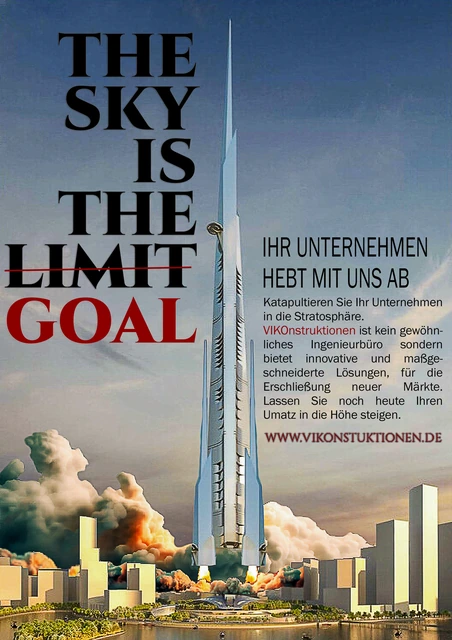 THE
SKY
IS
THE
LIMIT
GOAL
IHR UNTERNEHMEN
HEBT MIT UNS AB
Katapultieren Sie Ihr Unternehmen
in die Stratosphäre.
VIKOnstruktionen ist kein gewöhn-
liches Ingenieurbüro sondern
bietet innovative und maßge-
schneiderte Lösungen, für die
Erschließung neuer Märkte.
Lassen Sie noch heute Ihren
Umatz in die Höhe steigen.
WWW.VIKONSTUKTIONEN.DE